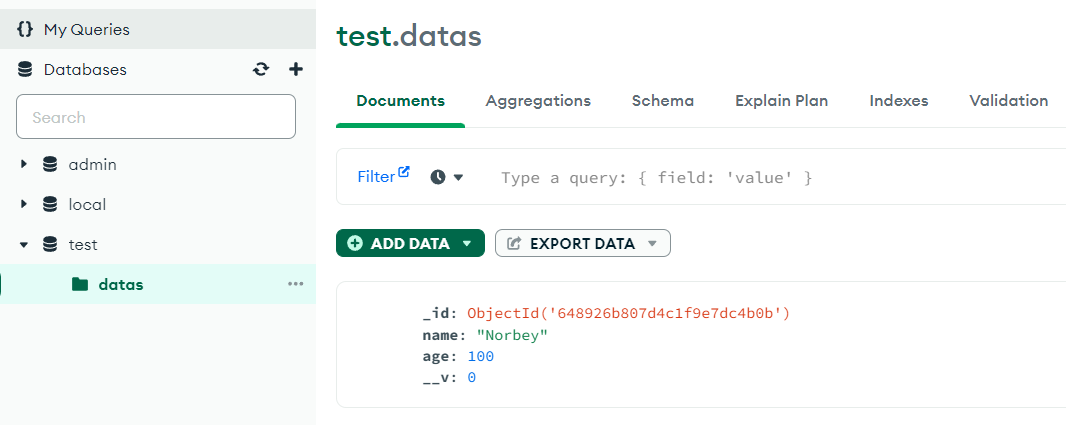 My Queries
Databases
Search
admin
local
test
datas
test.datas
Documents Aggregations Schema Explain Plan Indexes Validation
Filter Type a query: { field: 'value' }
ADD DATA EXPORT DATA
_id: ObjectId('648926b807d4c1f9e7dc4b0b')
name: "Norbey"
age: 100
__v: 0